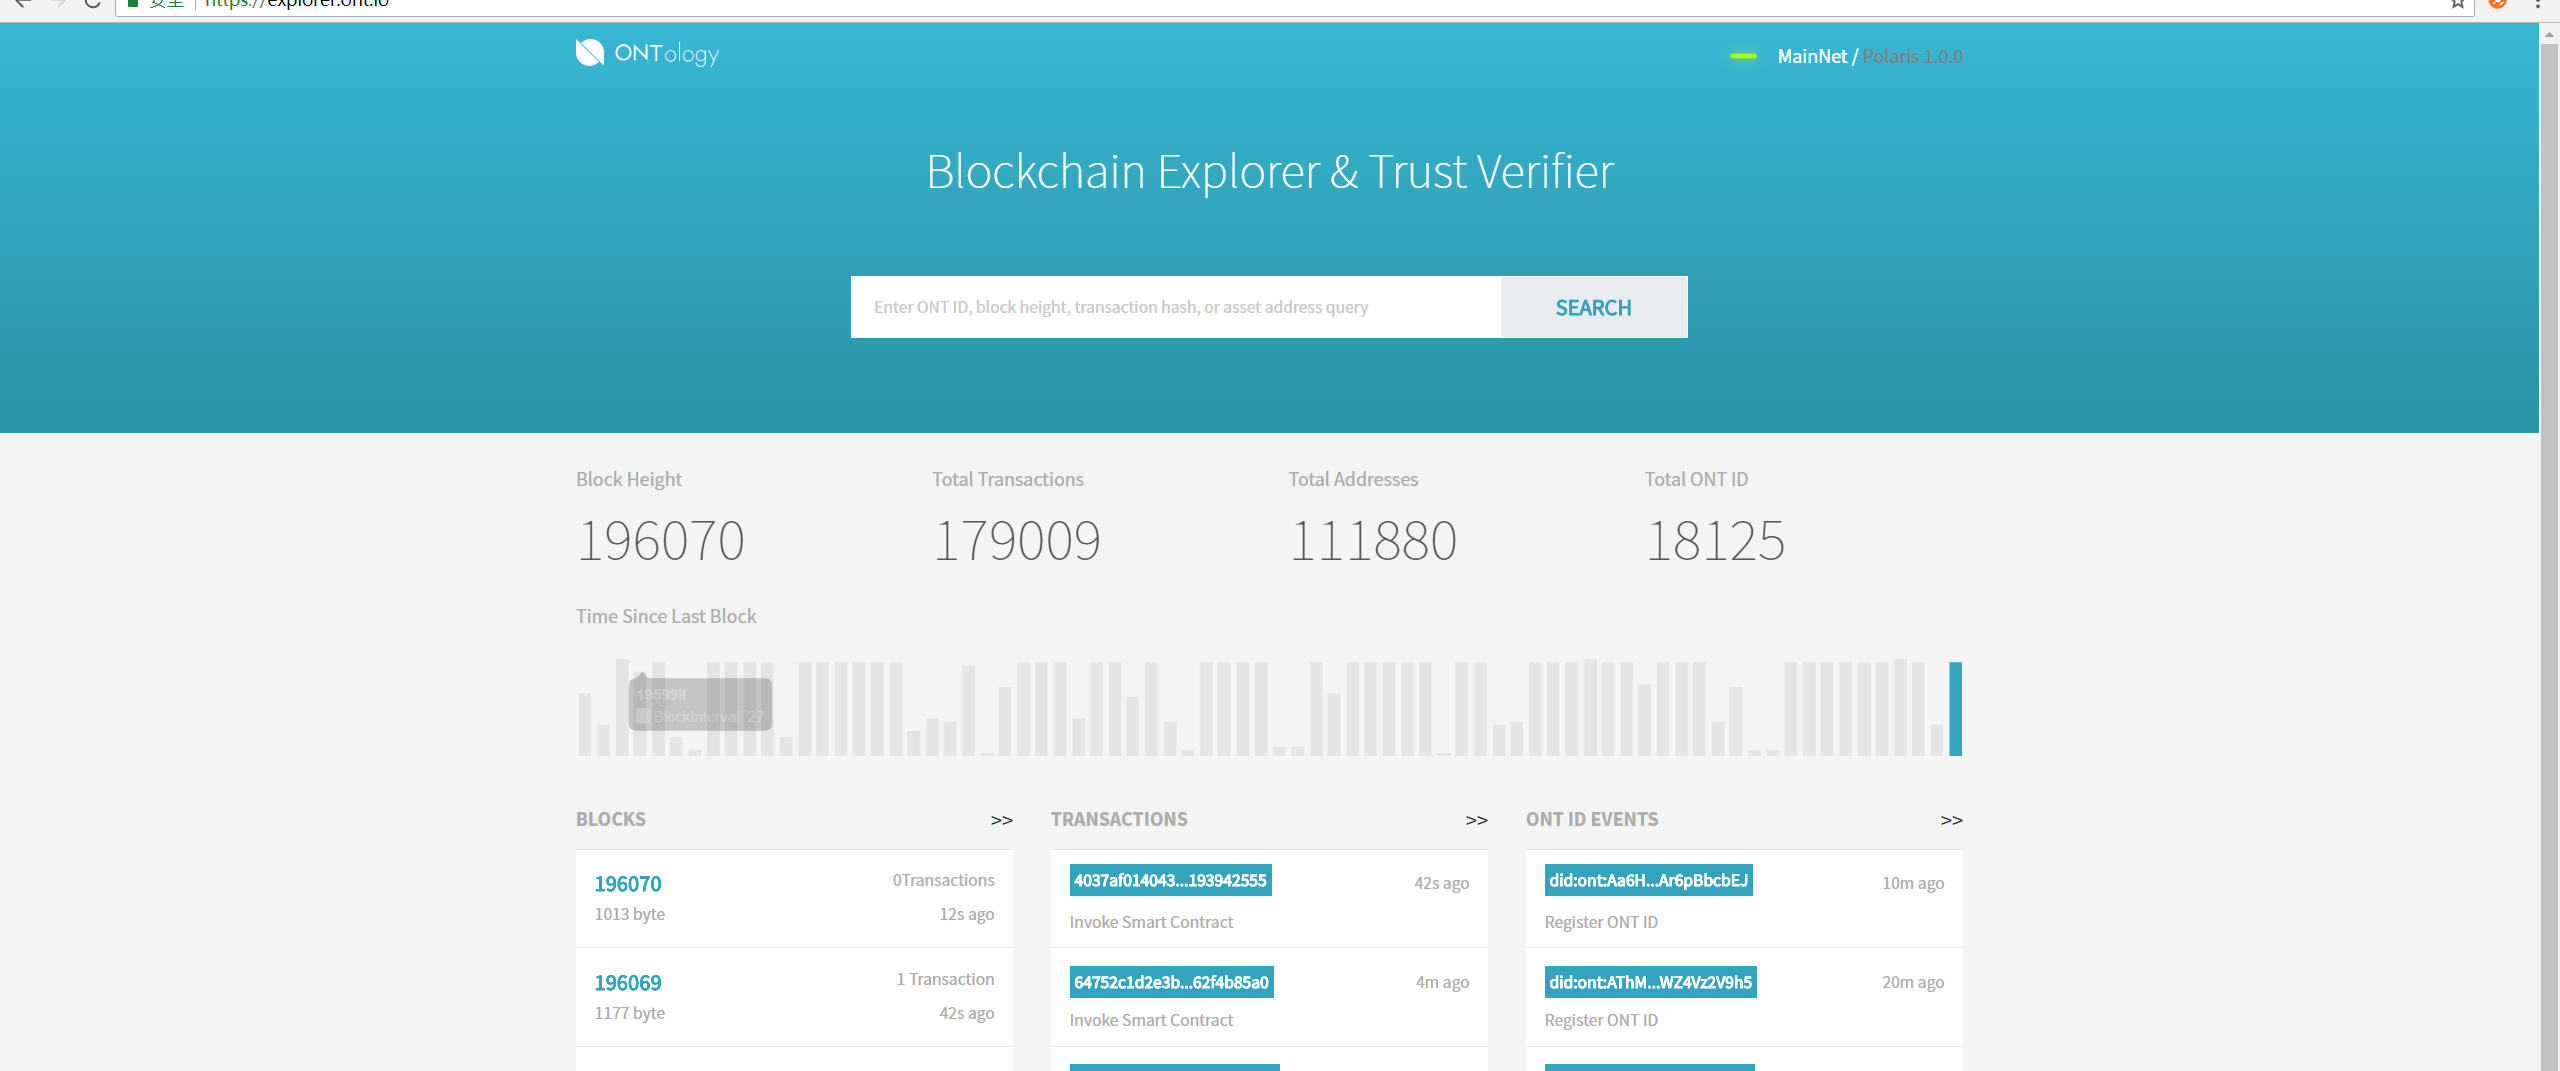 安全 https://explorer.ont.io
ONTology
MainNet / Polaris 1.0.0
Blockchain Explorer & Trust Verifier
Enter ONT ID, block height, transaction hash, or asset address query
SEARCH
Block Height
Total Transactions
Total Addresses
Total ONT ID
196070
179009
111880
18125
Time Since Last Block
195998
BlockInterval: 27
BLOCKS >>
196070 0Transactions
1013 byte 12s ago
196069 1 Transaction
1177 byte 42s ago
TRANSACTIONS >>
4037af014043...193942555 42s ago
Invoke Smart Contract
64752c1d2e3b...62f4b85a0 4m ago
Invoke Smart Contract
ONT ID EVENTS >>
did:ont:Aa6H...Ar6pBbcbEJ 10m ago
Register ONT ID
did:ont:AThM...WZ4Vz2V9h5 20m ago
Register ONT ID